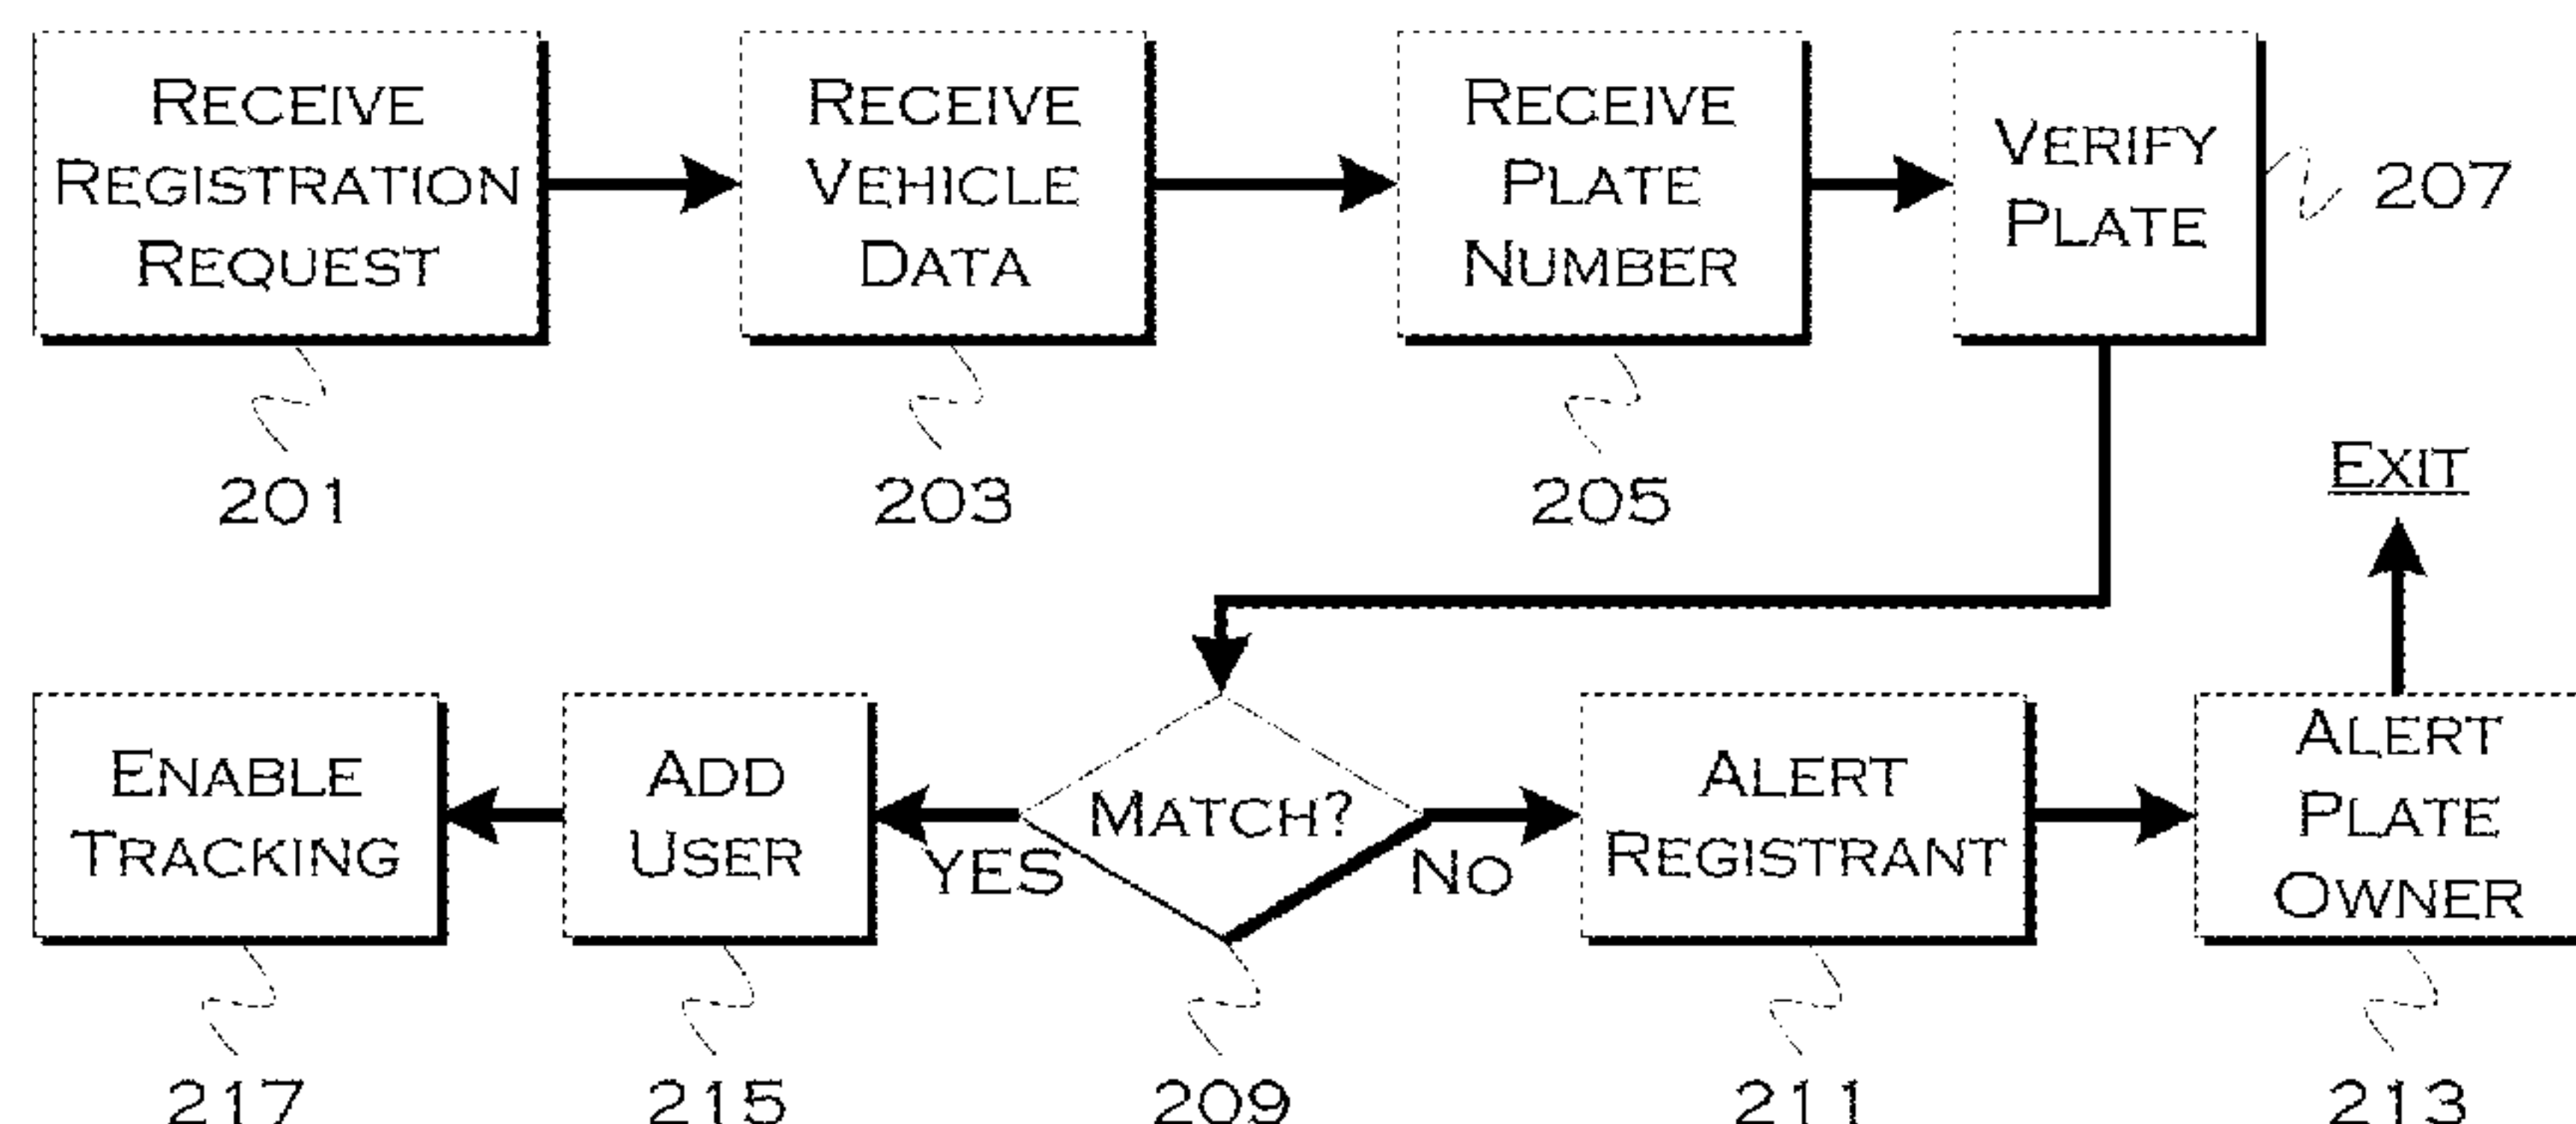 RECEIVE
REGISTRATION
REQUEST
RECEIVE
VEHICLE
DATA
RECEIVE
PLATE
NUMBER
VERIFY
PLATE
207
201
203
205
EXIT
ENABLE
TRACKING
ADD
USER
YES
MATCH?
NO
ALERT
REGISTRANT
ALERT
PLATE
OWNER
217
215
209
211
213